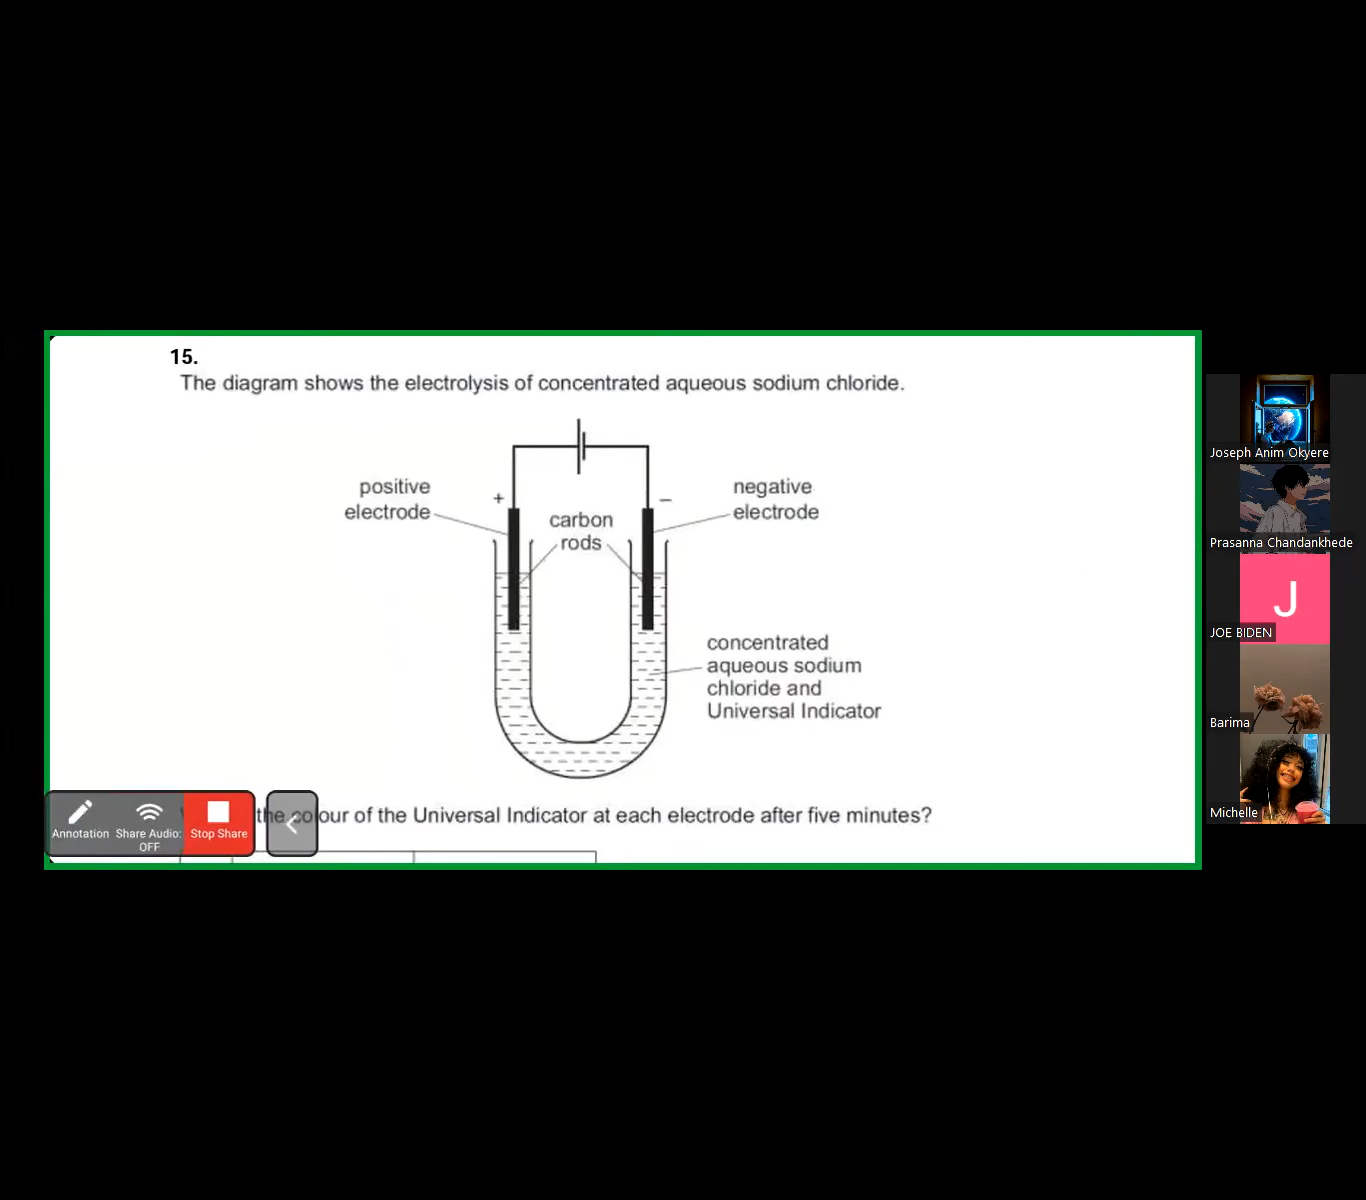 15.
The diagram shows the electrolysis of concentrated aqueous sodium chloride.
positive
electrode
+
carbon
rods
–
negative
electrode
concentrated
aqueous sodium
chloride and
Universal Indicator
the colour of the Universal Indicator at each electrode after five minutes?
Annotation
Share Audio:
OFF
Stop Share
Joseph Anim Okyere
Prasanna Chandankhede
J
JOE BIDEN
Barima
Michelle